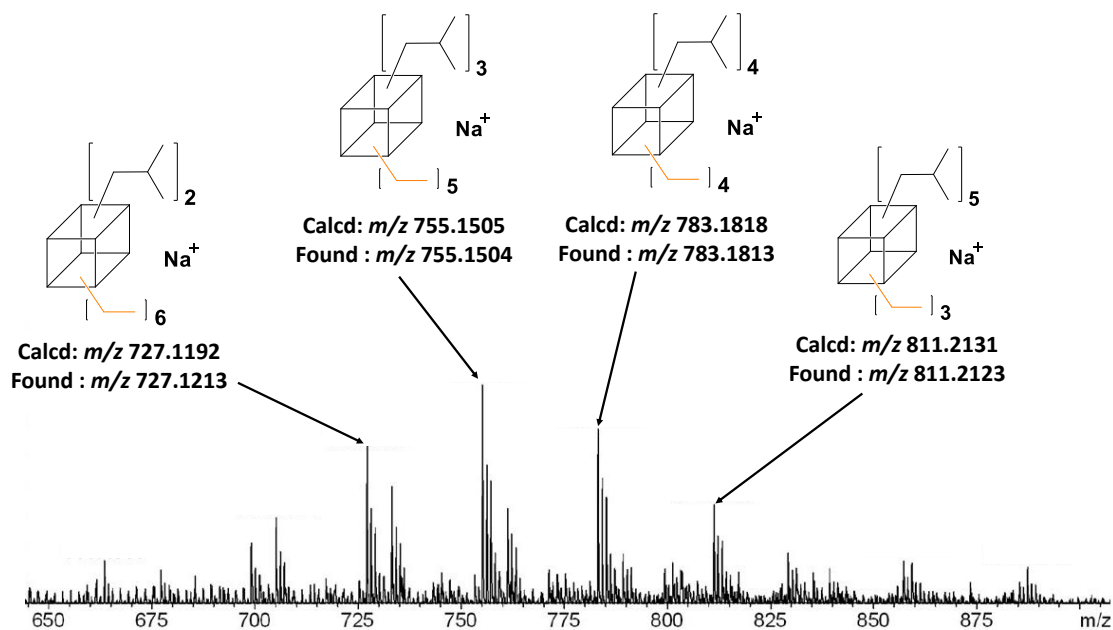 3
5
Na+
Calcd: m/z 755.1505
Found : m/z 755.1504
4
4
Na+
Calcd: m/z 783.1818
Found : m/z 783.1813
2
6
Na+
Calcd: m/z 727.1192
Found : m/z 727.1213
5
3
Na+
Calcd: m/z 811.2131
Found : m/z 811.2123
650 675 700 725 750 775 800 825 850 875 m/z